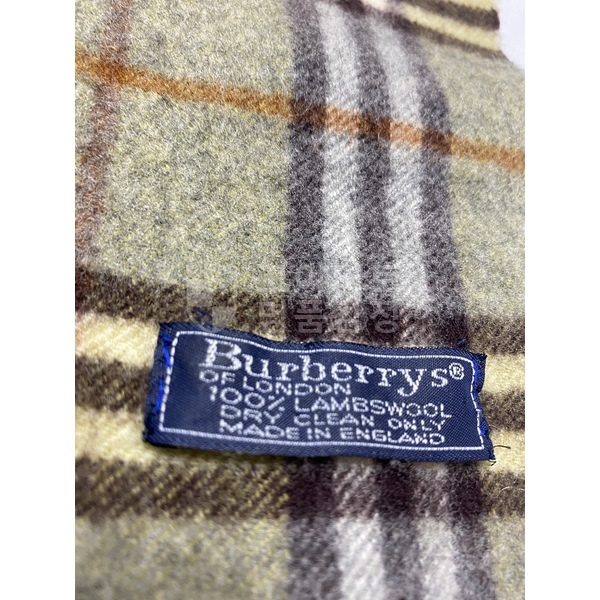 Burberrys®
OF LONDON
100% LAMBSWOOL
DRY CLEAN ONLY
MADE IN ENGLAND